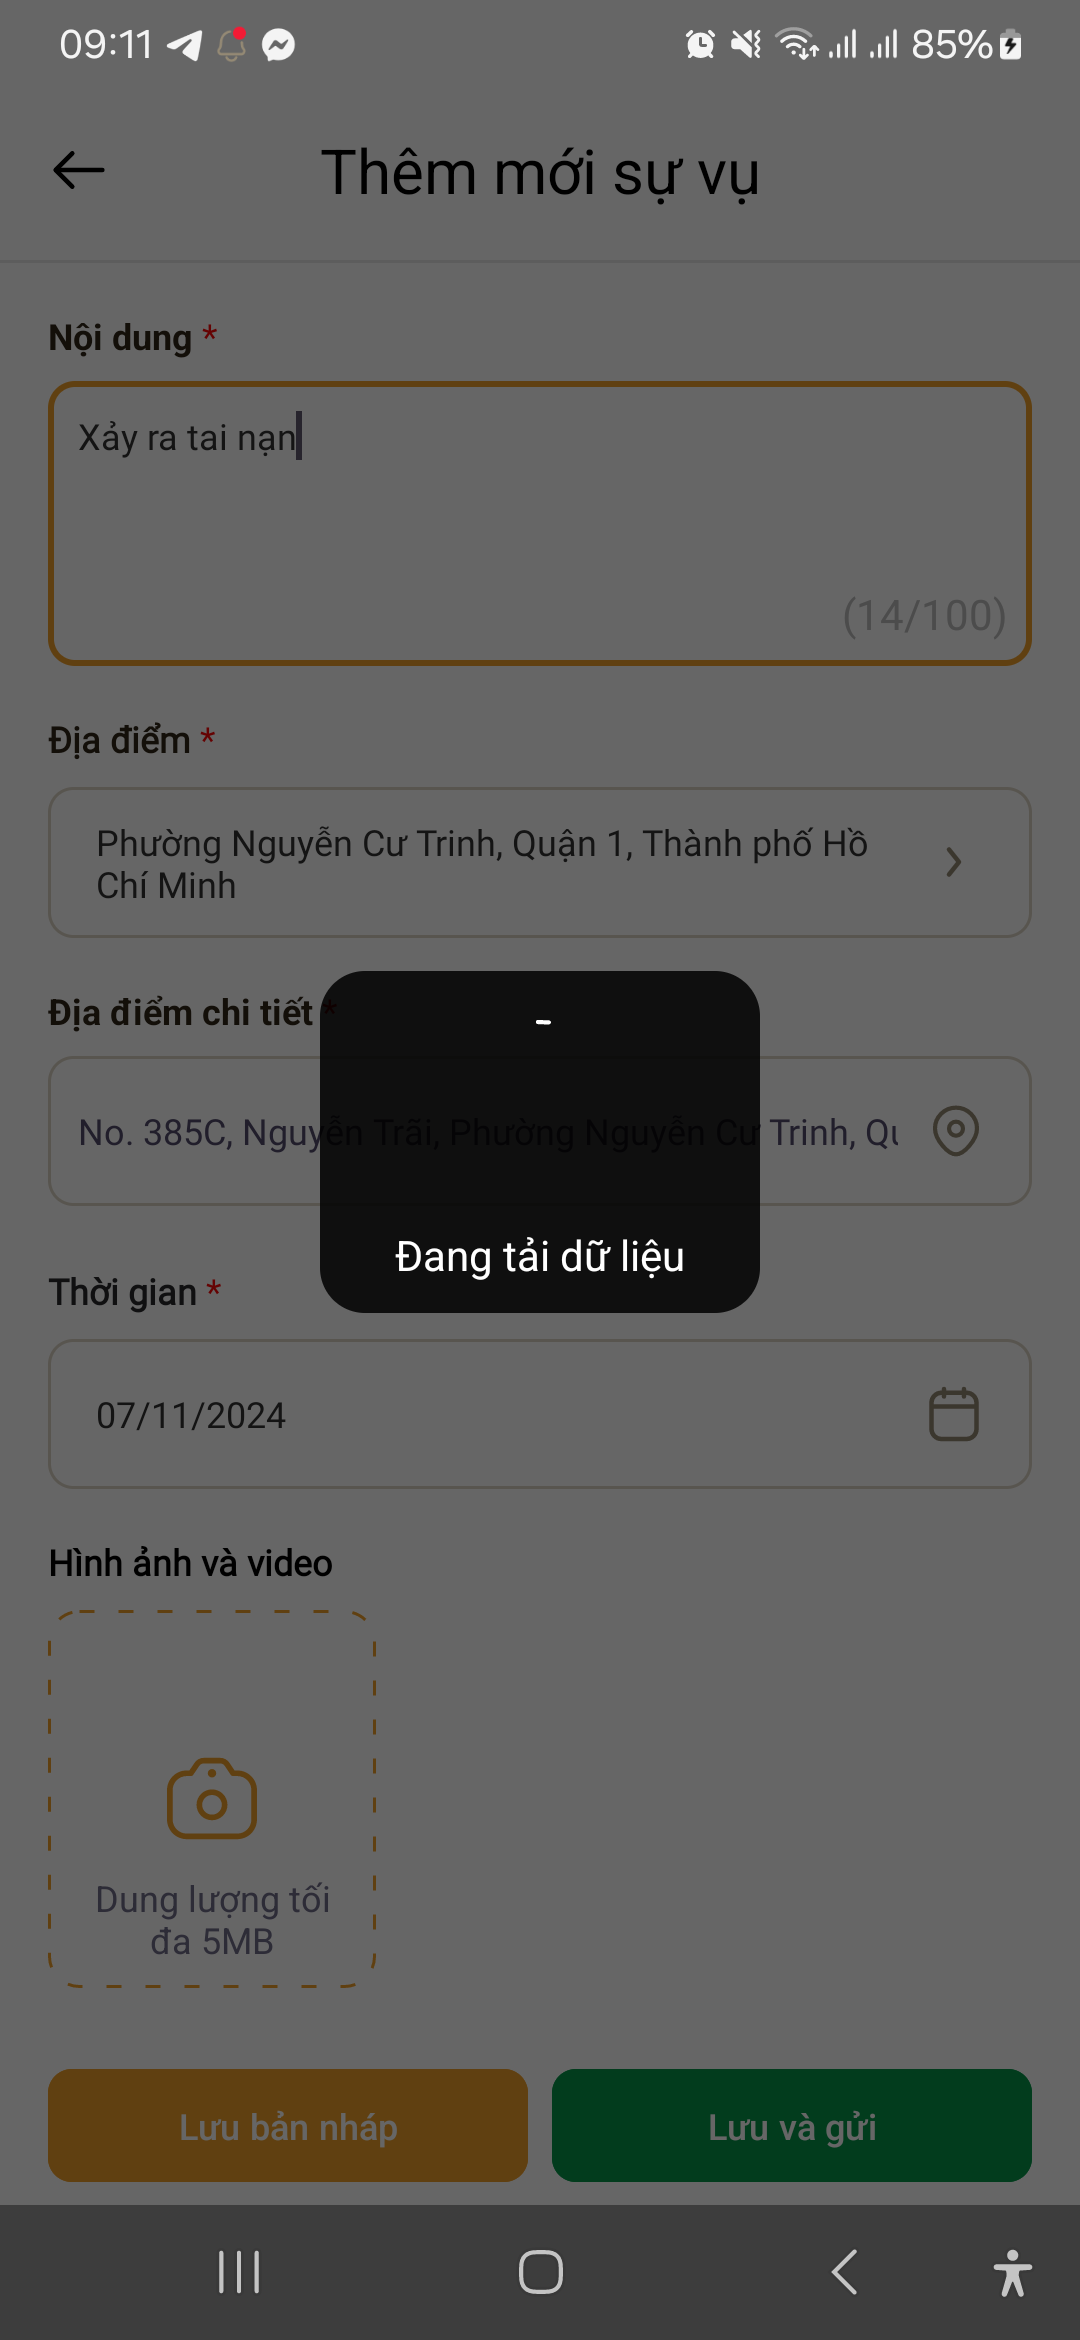 09:11
85%
Thêm mới sự vụ
Nội dung *
Xảy ra tai nạn
(14/100)
Địa điểm *
Phường Nguyễn Cư Trinh, Quận 1, Thành phố Hồ
Chí Minh
Địa điểm chi tiết *
No. 385C, Nguyễn Trãi, Phường Nguyễn Cư Trinh, Qu
Đang tải dữ liệu
Thời gian *
07/11/2024
Hình ảnh và video
Dung lượng tối
đa 5MB
Lưu bản nháp
Lưu và gửi